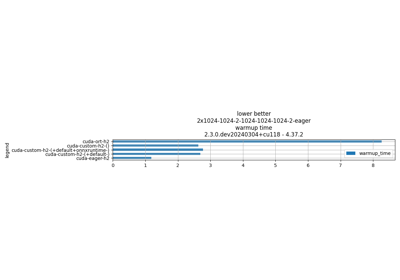 lower better
2x1024-1024-2-1024-1024-1024-2-eager
warmup time
2.3.0.dev20240304+cu118 - 4.37.2
legend
cuda-ort-h2
cuda-custom-h2-()
cuda-custom-h2-(+default+onnxruntime-)
cuda-custom-h2-(+default-)
cuda-eager-h2
warmup_time
0 1 2 3 4 5 6 7 8